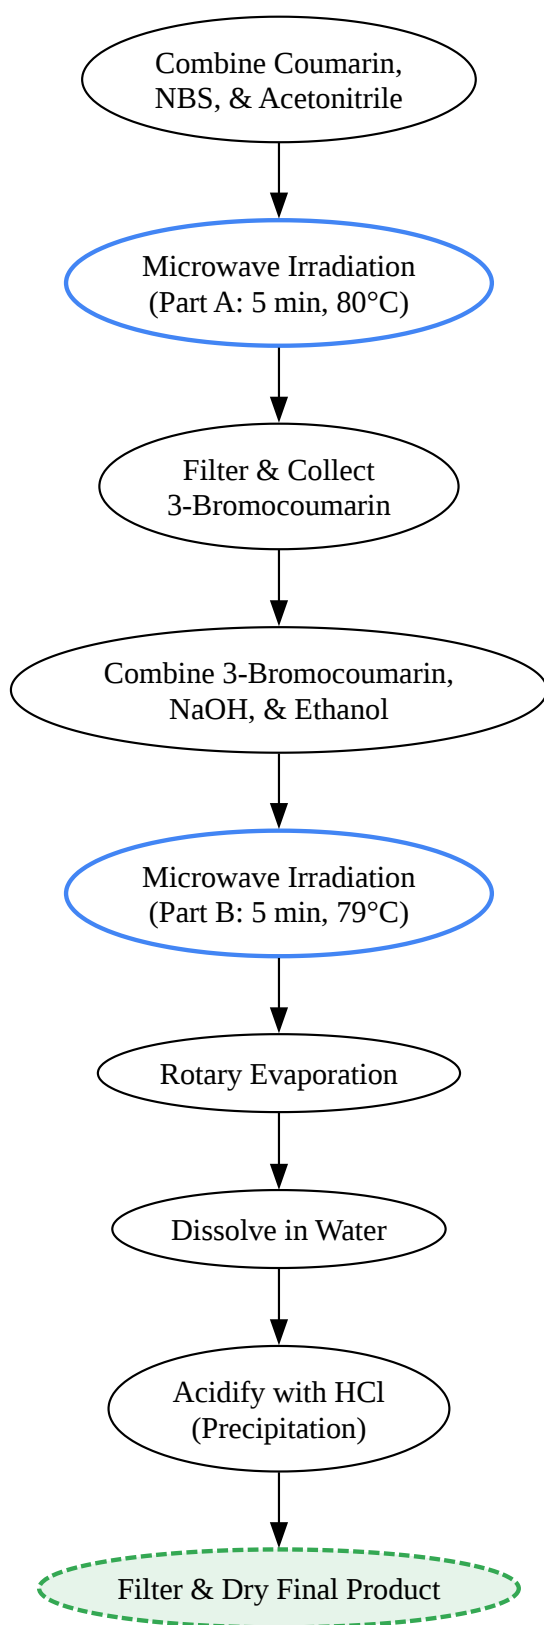 Combine Coumarin,
NBS, & Acetonitrile
Microwave Irradiation
(Part A: 5 min, 80°C)
Filter & Collect
3-Bromocoumarin
Combine 3-Bromocoumarin,
NaOH, & Ethanol
Microwave Irradiation
(Part B: 5 min, 79°C)
Rotary Evaporation
Dissolve in Water
Acidify with HCl
(Precipitation)
Filter & Dry Final Product